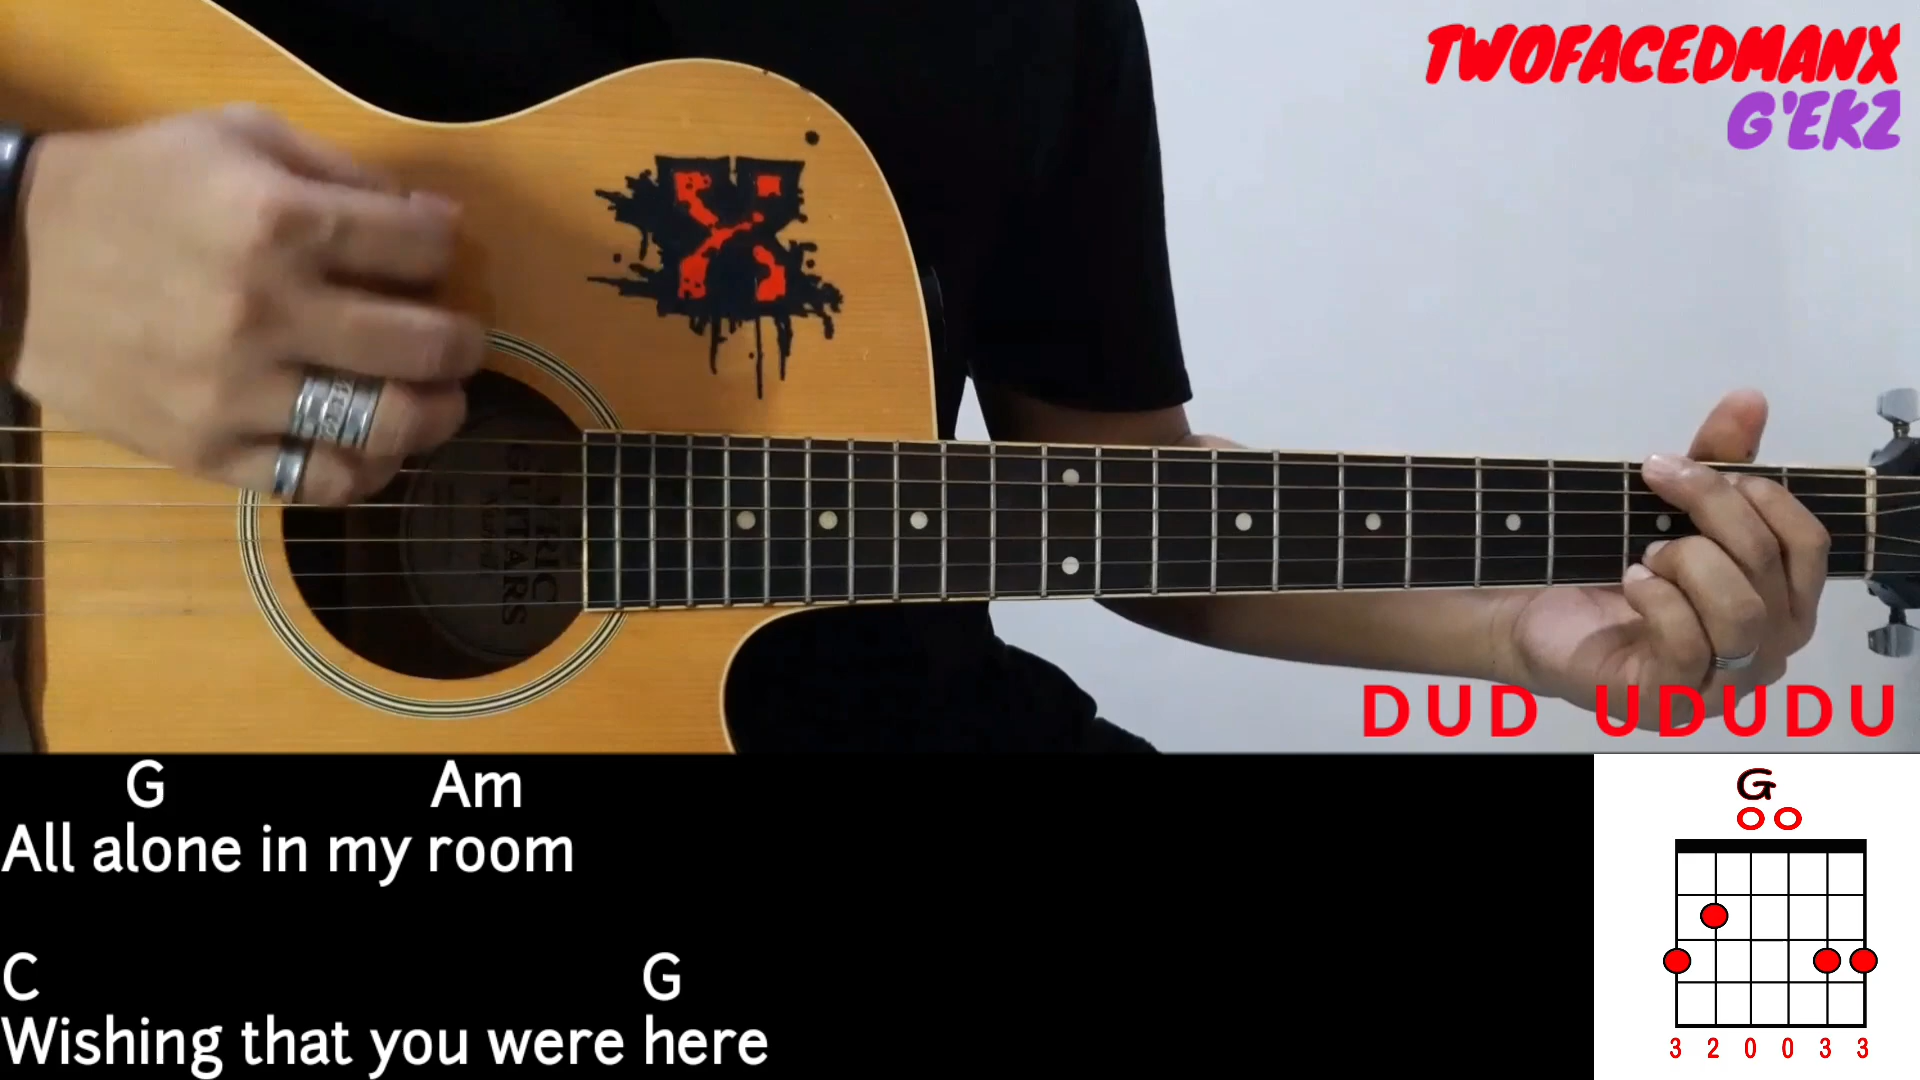 TWOFACEDMANX
G'EKZ
GUITARS
DUD UDUDU
G Am
All alone in my room
C G
Wishing that you were here
G
3 2 0 0 3 3